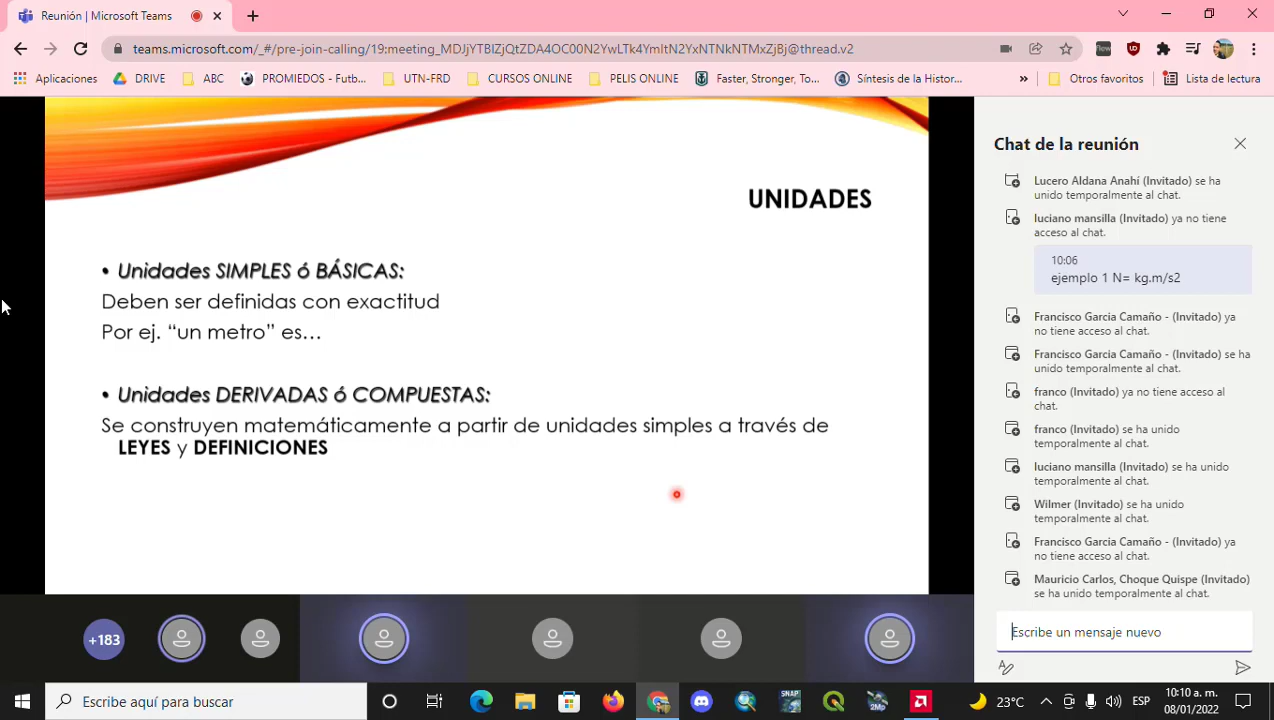 Reunión | Microsoft Teams
teams.microsoft.com/_#/pre-join-calling/19:meeting_MDJjYTBlZjQtZDA4OC00N2YwLTk4YmItN2YxNTNkNTMxZjBj@thread.v2
Aplicaciones
DRIVE
ABC
PROMIEDOS - Futb...
UTN-FRD
CURSOS ONLINE
PELIS ONLINE
Faster, Stronger, To...
Síntesis de la Histor...
»
Otros favoritos
Lista de lectura
UNIDADES
• Unidades SIMPLES ó BÁSICAS:
Deben ser definidas con exactitud
Por ej. “un metro” es...
• Unidades DERIVADAS ó COMPUESTAS:
Se construyen matemáticamente a partir de unidades simples a través de
LEYES y DEFINICIONES
+183
Chat de la reunión
Lucero Aldana Anahí (Invitado) se ha
unido temporalmente al chat.
luciano mansilla (Invitado) ya no tiene
acceso al chat.
10:06
ejemplo 1 N= kg.m/s2
Francisco Garcia Camaño - (Invitado) ya
no tiene acceso al chat.
Francisco Garcia Camaño - (Invitado) se ha
unido temporalmente al chat.
franco (Invitado) ya no tiene acceso al
chat.
franco (Invitado) se ha unido
temporalmente al chat.
luciano mansilla (Invitado) se ha unido
temporalmente al chat.
Wilmer (Invitado) se ha unido
temporalmente al chat.
Francisco Garcia Camaño - (Invitado) ya
no tiene acceso al chat.
Mauricio Carlos, Choque Quispe (Invitado)
se ha unido temporalmente al chat.
Escribe un mensaje nuevo
Escribe aquí para buscar
SNAP
2Mp
23°C
ESP
10:10 a. m.
08/01/2022